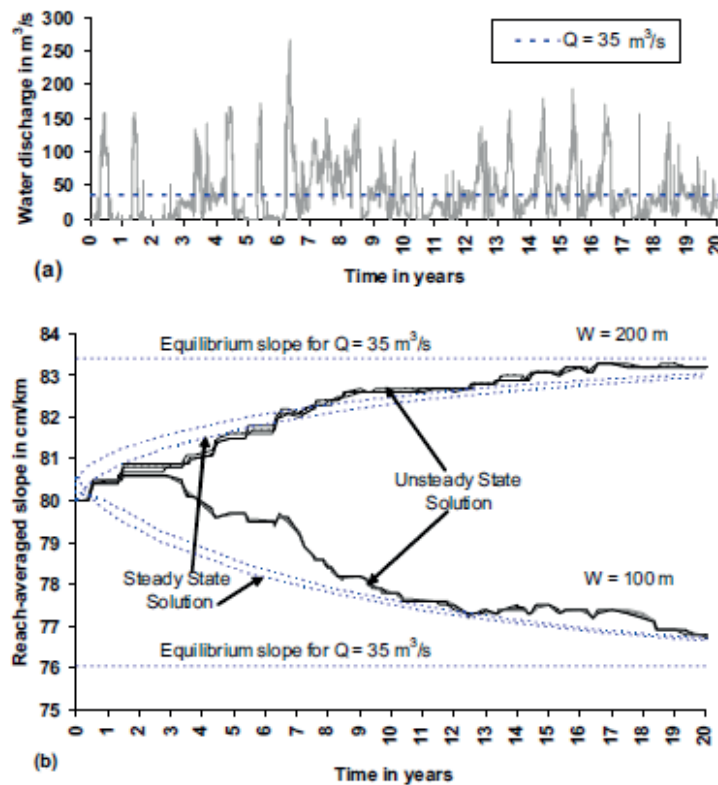 Water discharge in m³/s
300
250
200
150
100
50
0
Q = 35 m³/s
0 1 2 3 4 5 6 7 8 9 10 11 12 13 14 15 16 17 18 19 20
(a)
Time in years
Reach-averaged slope in cm/km
84
83
82
81
80
79
78
77
76
75
Equilibrium slope for Q = 35 m³/s
W = 200 m
Unsteady State
Solution
Steady State
Solution
W = 100 m
Equilibrium slope for Q = 35 m³/s
0 1 2 3 4 5 6 7 8 9 10 11 12 13 14 15 16 17 18 19 20
(b)
Time in years